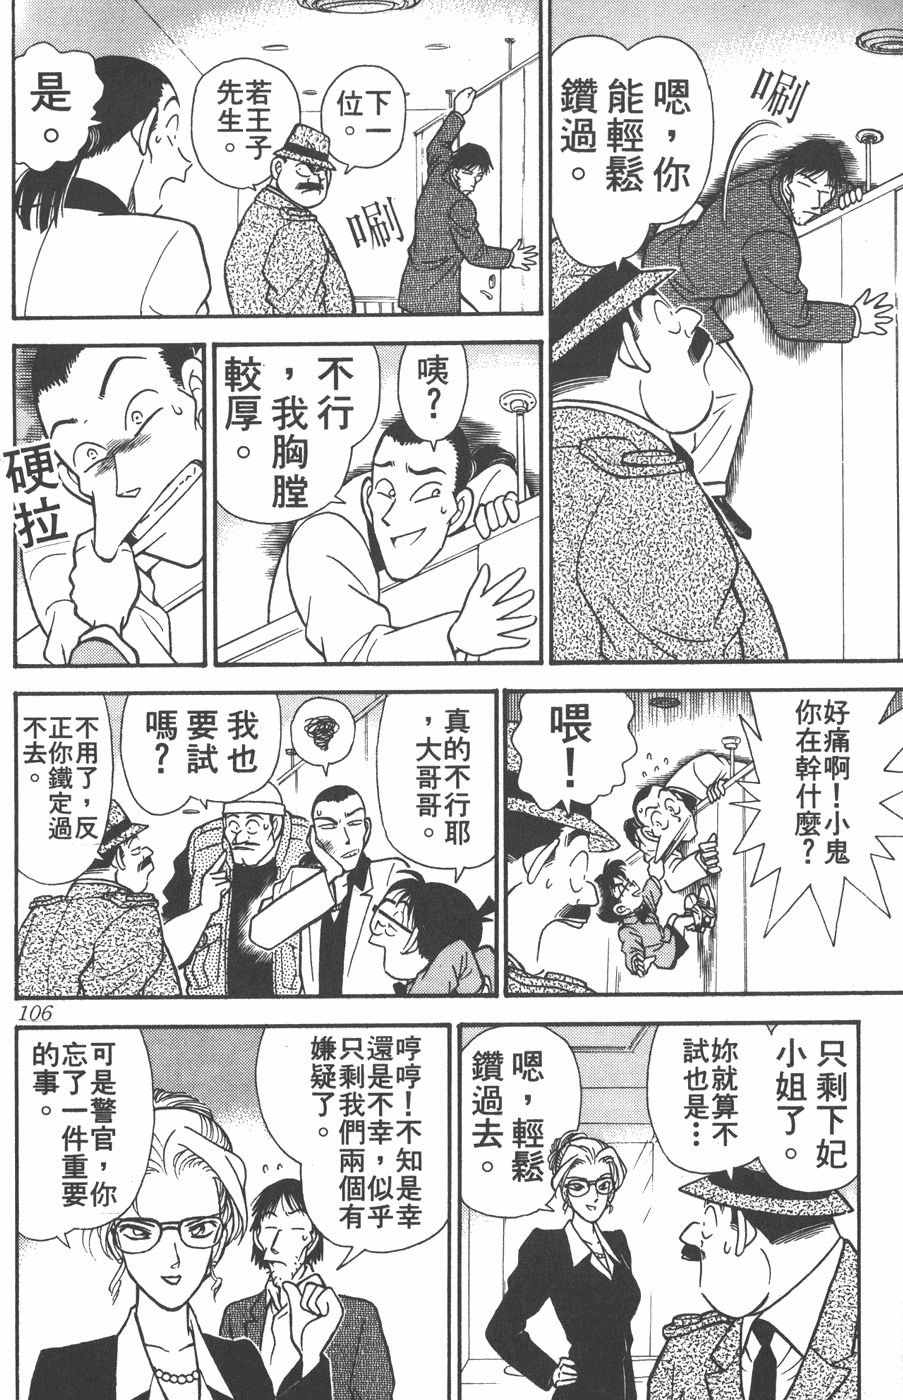 嗯，你
能輕鬆
鑽過。
唰
下一
位。
若王子
先生。
唰
是。
咦？
不行
，我胸膛
較厚。
硬拉
好痛啊！小鬼
你在幹什麼？
喂！
真的不行耶
，大哥哥。
我也
要試
嗎？
不用了，反
正你鐵定過
不去。
106
只剩下妃
小姐了。
妳就算不
試也是…
嗯，輕鬆
鑽過去。
哼哼！不知是幸
還是不幸，似乎
只剩我們兩個有
嫌疑了。
可是警官，你
忘了一件重要
的事。